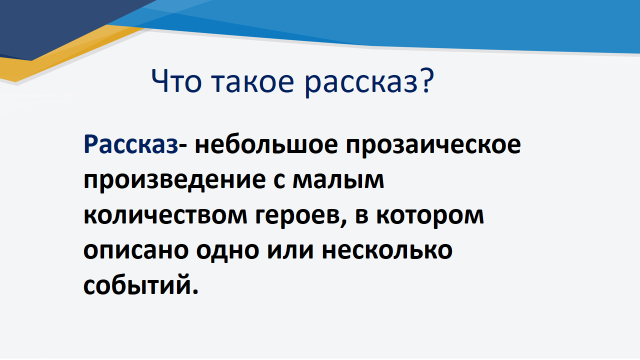 Что такое рассказ?
Рассказ- небольшое прозаическое
произведение с малым
количеством героев, в котором
описано одно или несколько
событий.